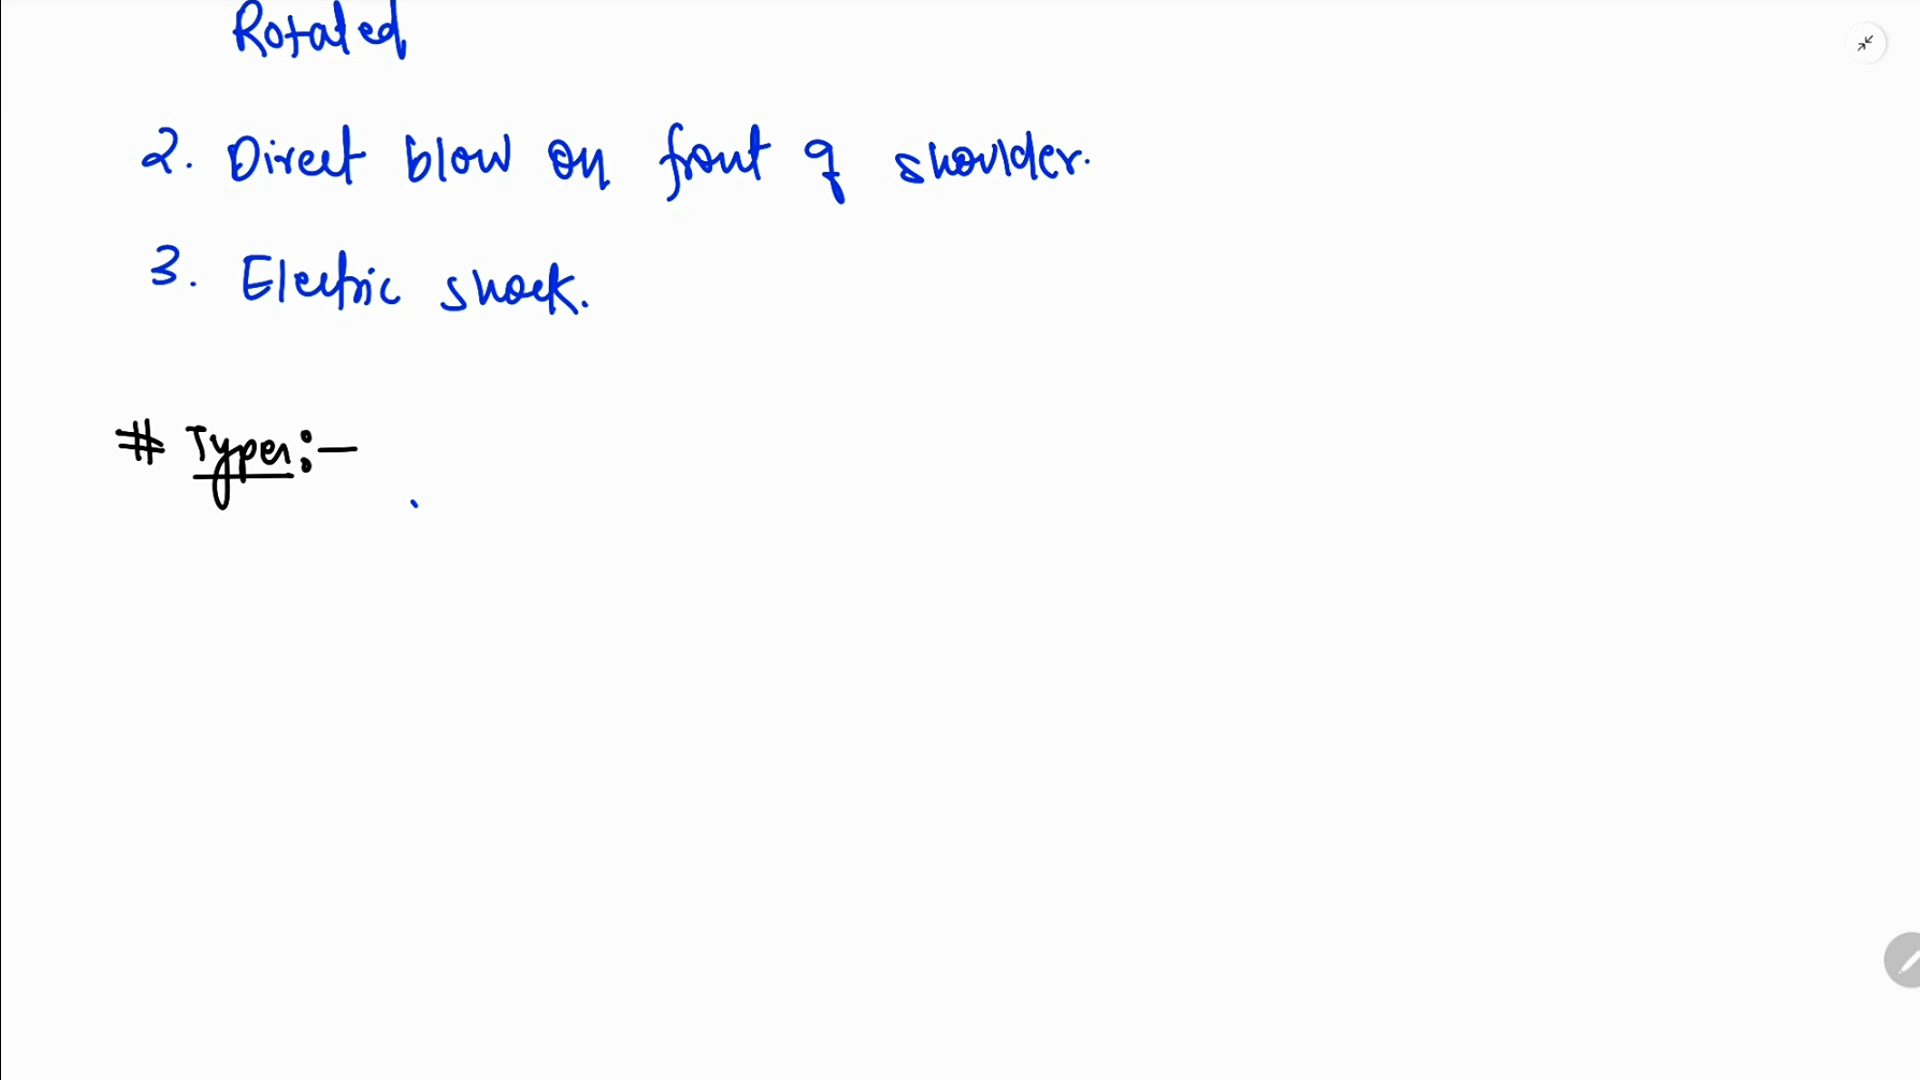 Rotated
2. Direct blow on front of shoulder.
3. Electric shock.
# Types:-